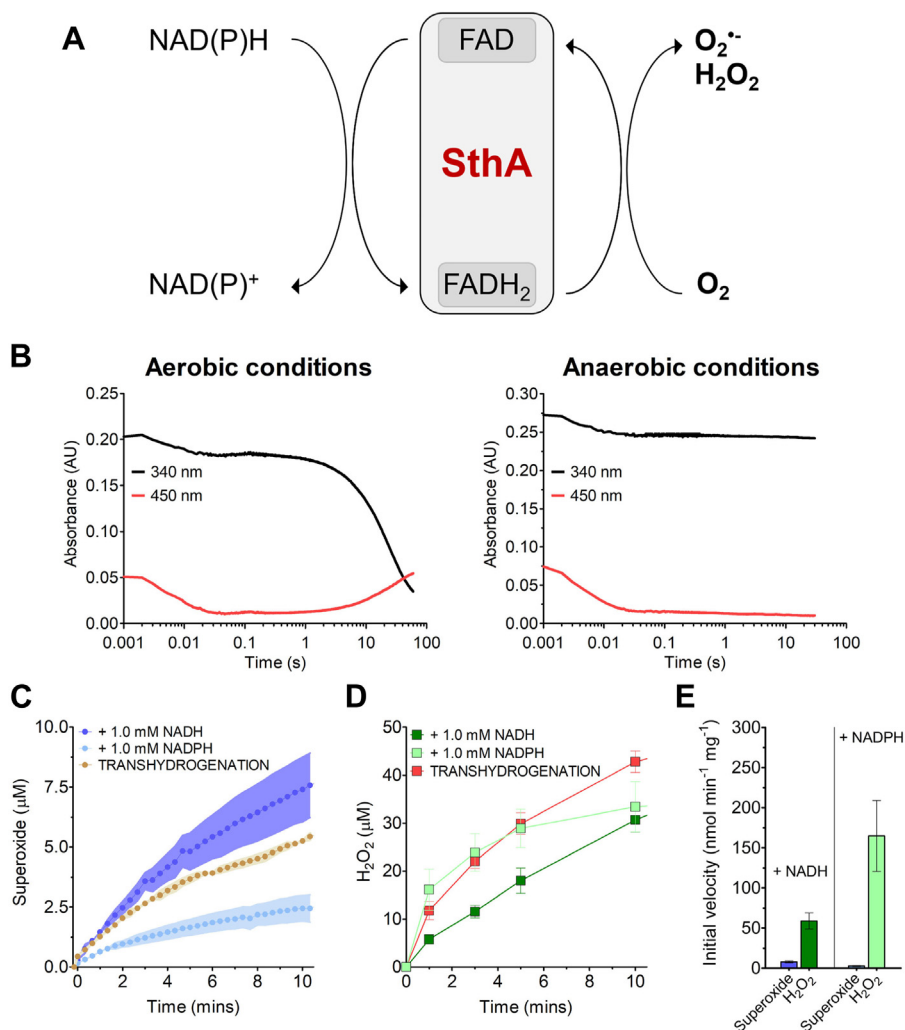 A
NAD(P)H
FAD
O₂•-
H₂O₂
SthA
NAD(P)⁺
FADH₂
O₂
B
Aerobic conditions
Absorbance (AU)
0.25
0.20
0.15
0.10
0.05
0.00
340 nm
450 nm
0.001 0.01 0.1 1 10 100
Time (s)
Anaerobic conditions
Absorbance (AU)
0.30
0.25
0.20
0.15
0.10
0.05
0.00
340 nm
450 nm
0.001 0.01 0.1 1 10 100
Time (s)
C
Superoxide (μM)
10.0
7.5
5.0
2.5
0.0
+ 1.0 mM NADH
+ 1.0 mM NADPH
TRANSHYDROGENATION
0 2 4 6 8 10
Time (mins)
D
H₂O₂ (μM)
50
40
30
20
10
0
+ 1.0 mM NADH
+ 1.0 mM NADPH
TRANSHYDROGENATION
0 2 4 6 8 10
Time (mins)
E
Initial velocity (nmol min⁻¹ mg⁻¹)
300
250
200
150
100
50
0
+ NADH
+ NADPH
Superoxide
H₂O₂
Superoxide
H₂O₂